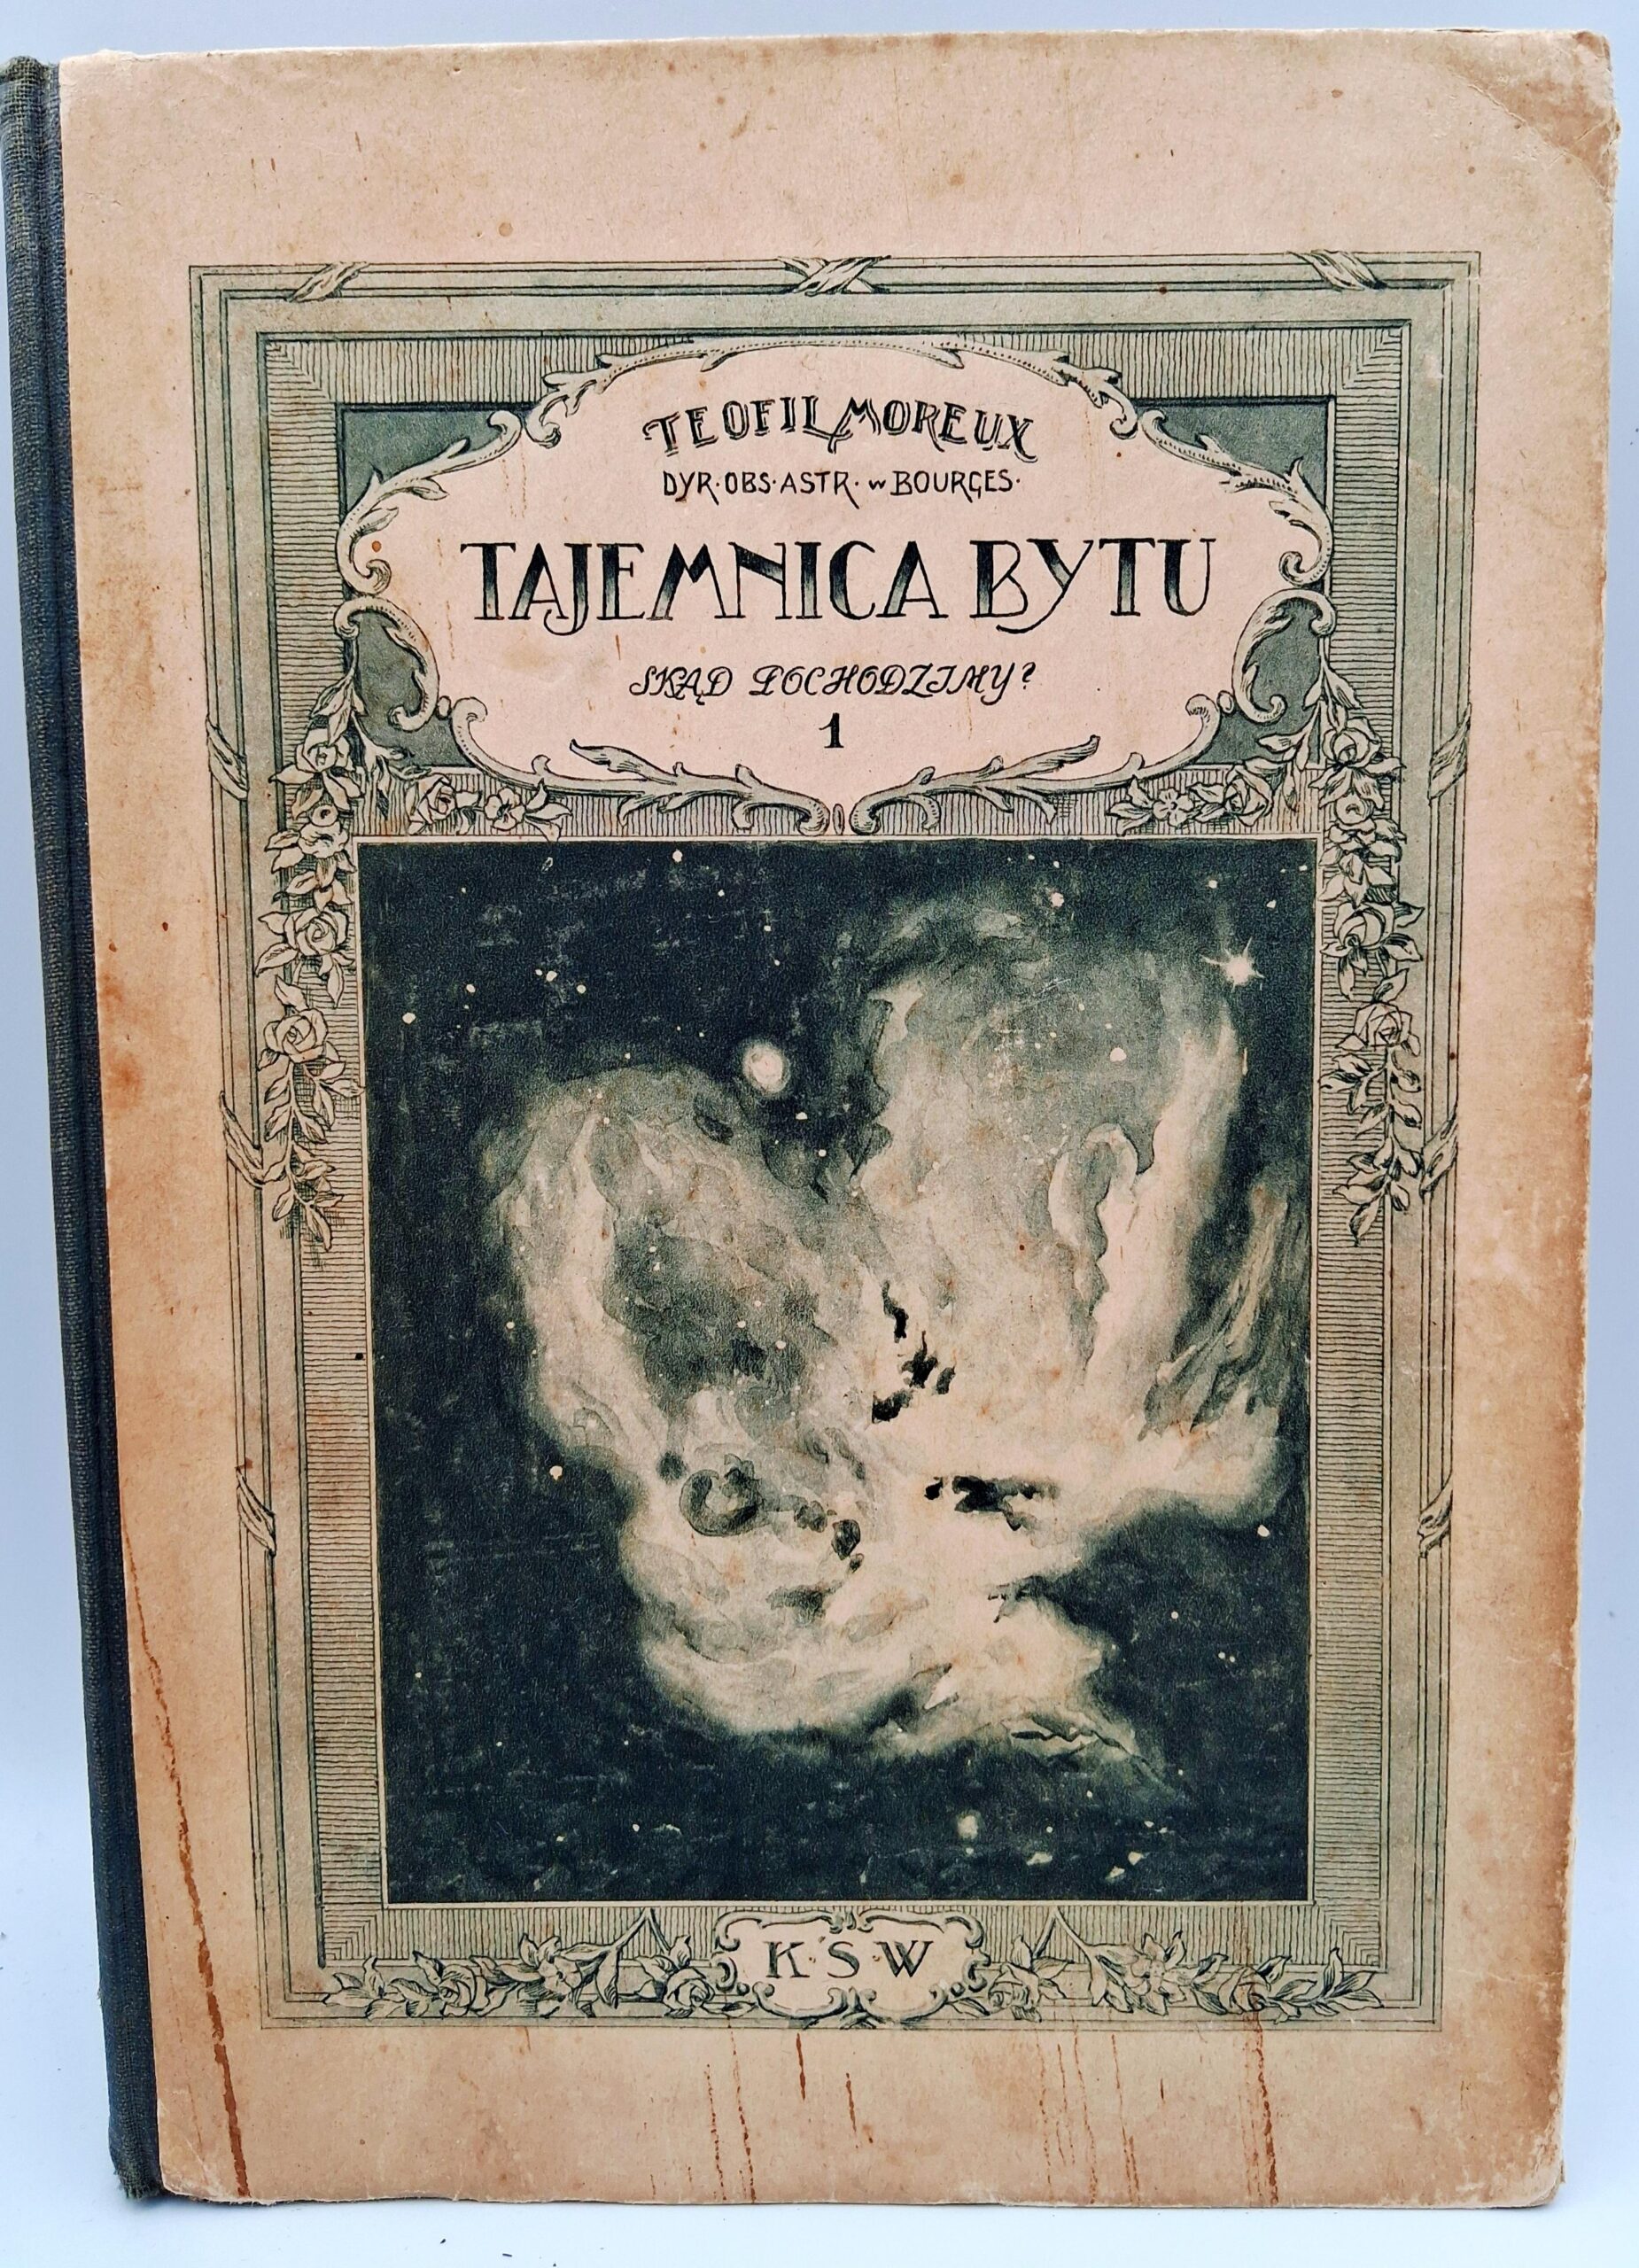 TEOFIL MOREUX
DYR·OBS·ASTR· w BOURGES·
TAJEMNICA BYTU
SKĄD POCHODZIMY?
1
K·S·W